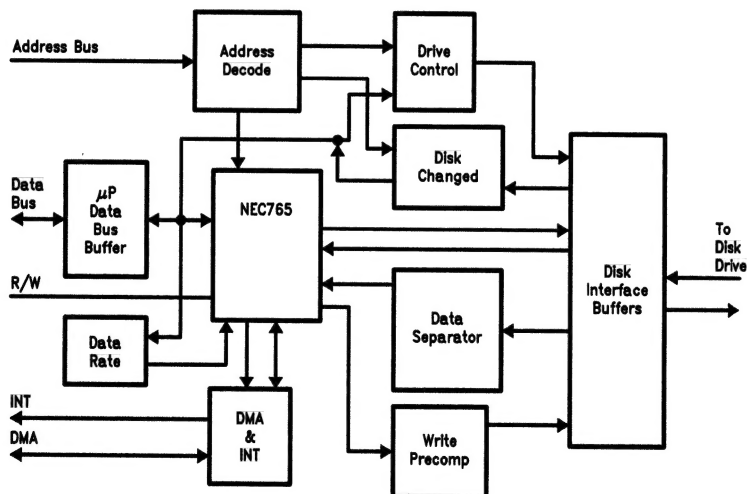 Address Bus
Address
Decode
Drive
Control
Disk
Changed
Data
Bus
μP
Data
Bus
Buffer
NEC765
To
Disk
Drive
R/W
Disk
Interface
Buffers
Data
Rate
Data
Separator
INT
DMA
DMA
&
INT
Write
Precomp